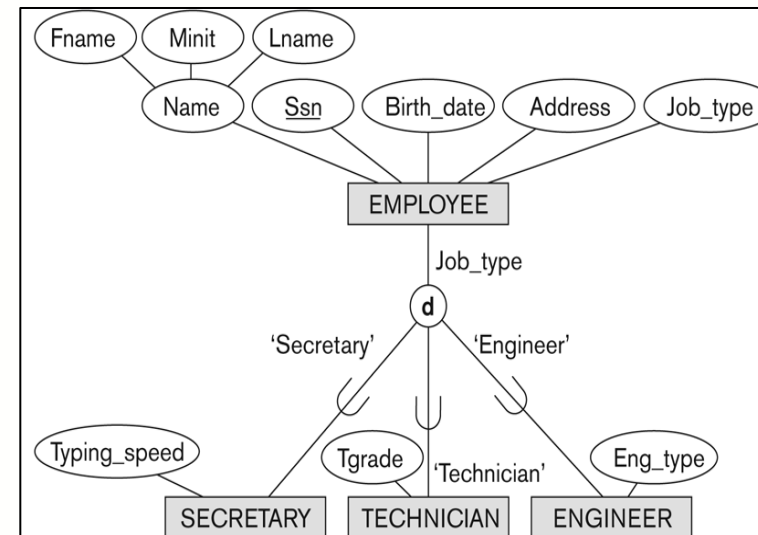 Fname Minit Lname
Name Ssn Birth_date Address Job_type
EMPLOYEE
Job_type
d
‘Secretary’ ‘Engineer’
Typing_speed Tgrade Eng_type
‘Technician’
SECRETARY TECHNICIAN ENGINEER